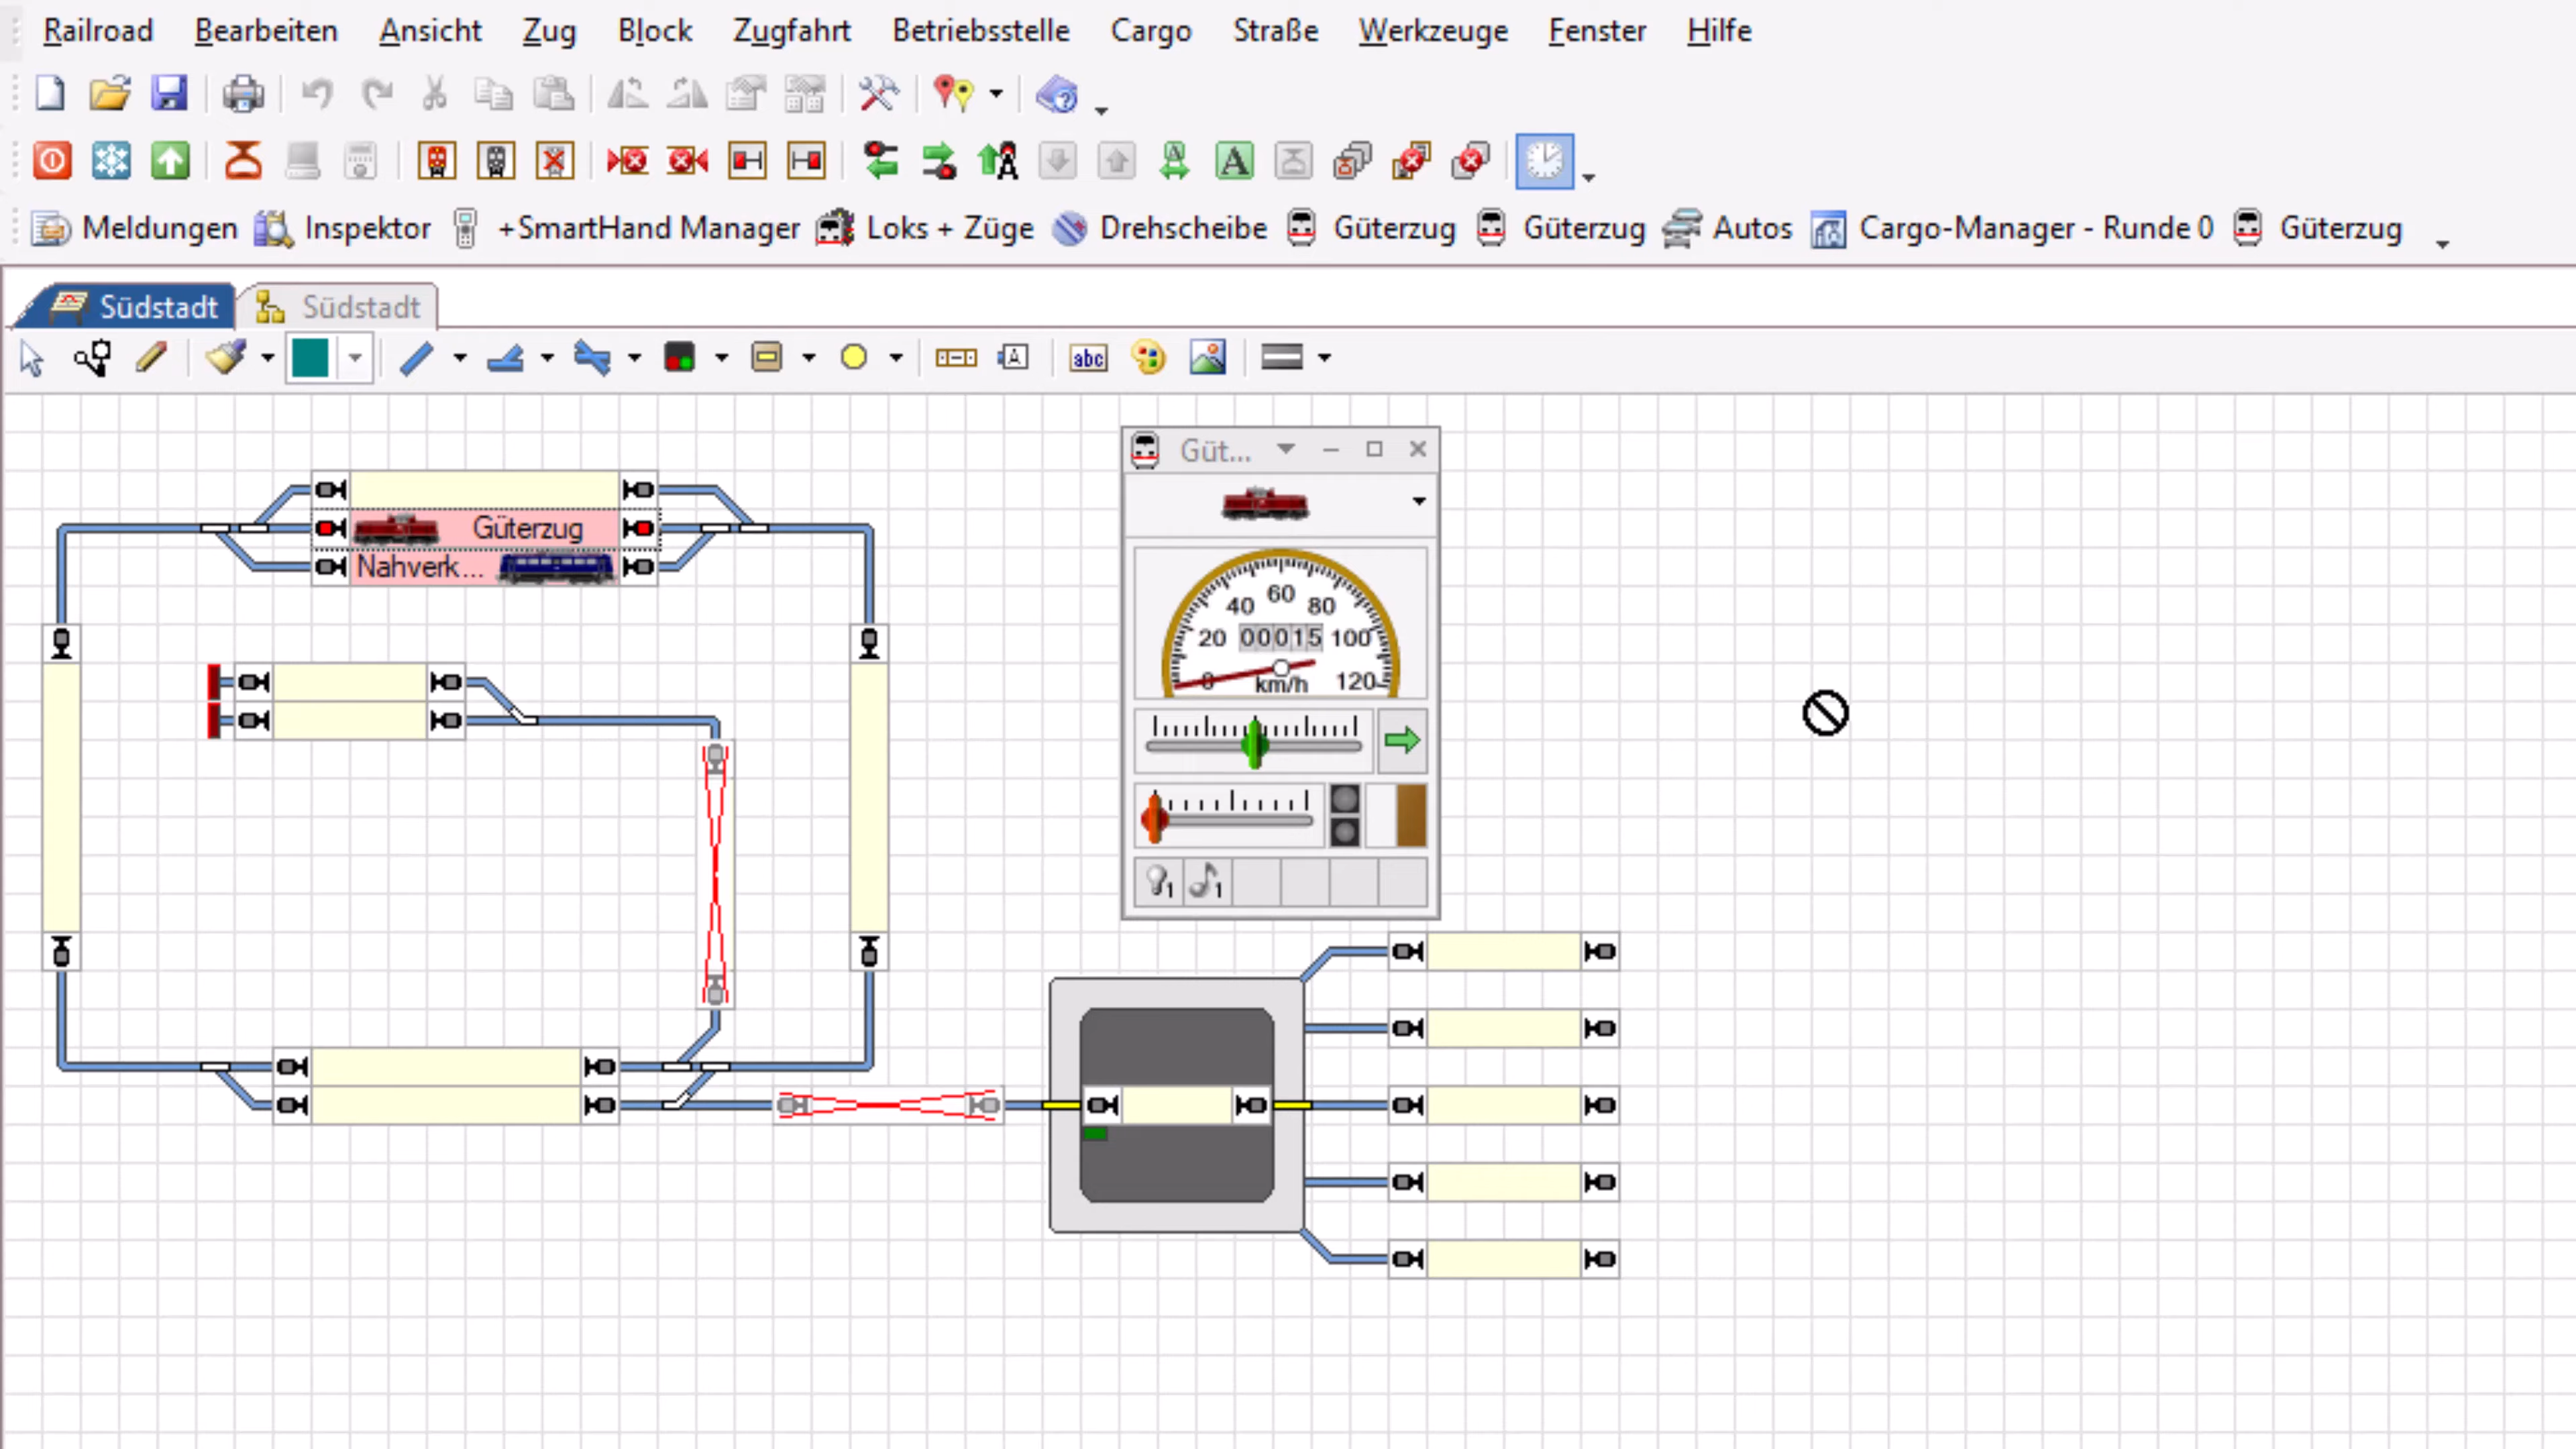 Railroad Bearbeiten Ansicht Zug Block Zugfahrt Betriebsstelle Cargo Straße Werkzeuge Fenster Hilfe
Meldungen Inspektor +SmartHand Manager Loks + Züge Drehscheibe Güterzug Güterzug Autos Cargo-Manager - Runde 0 Güterzug
Südstadt Südstadt
abc
Güt...
Güterzug
Nahverk...
60
40 80
20 00015 100
0 km/h 120
1 1